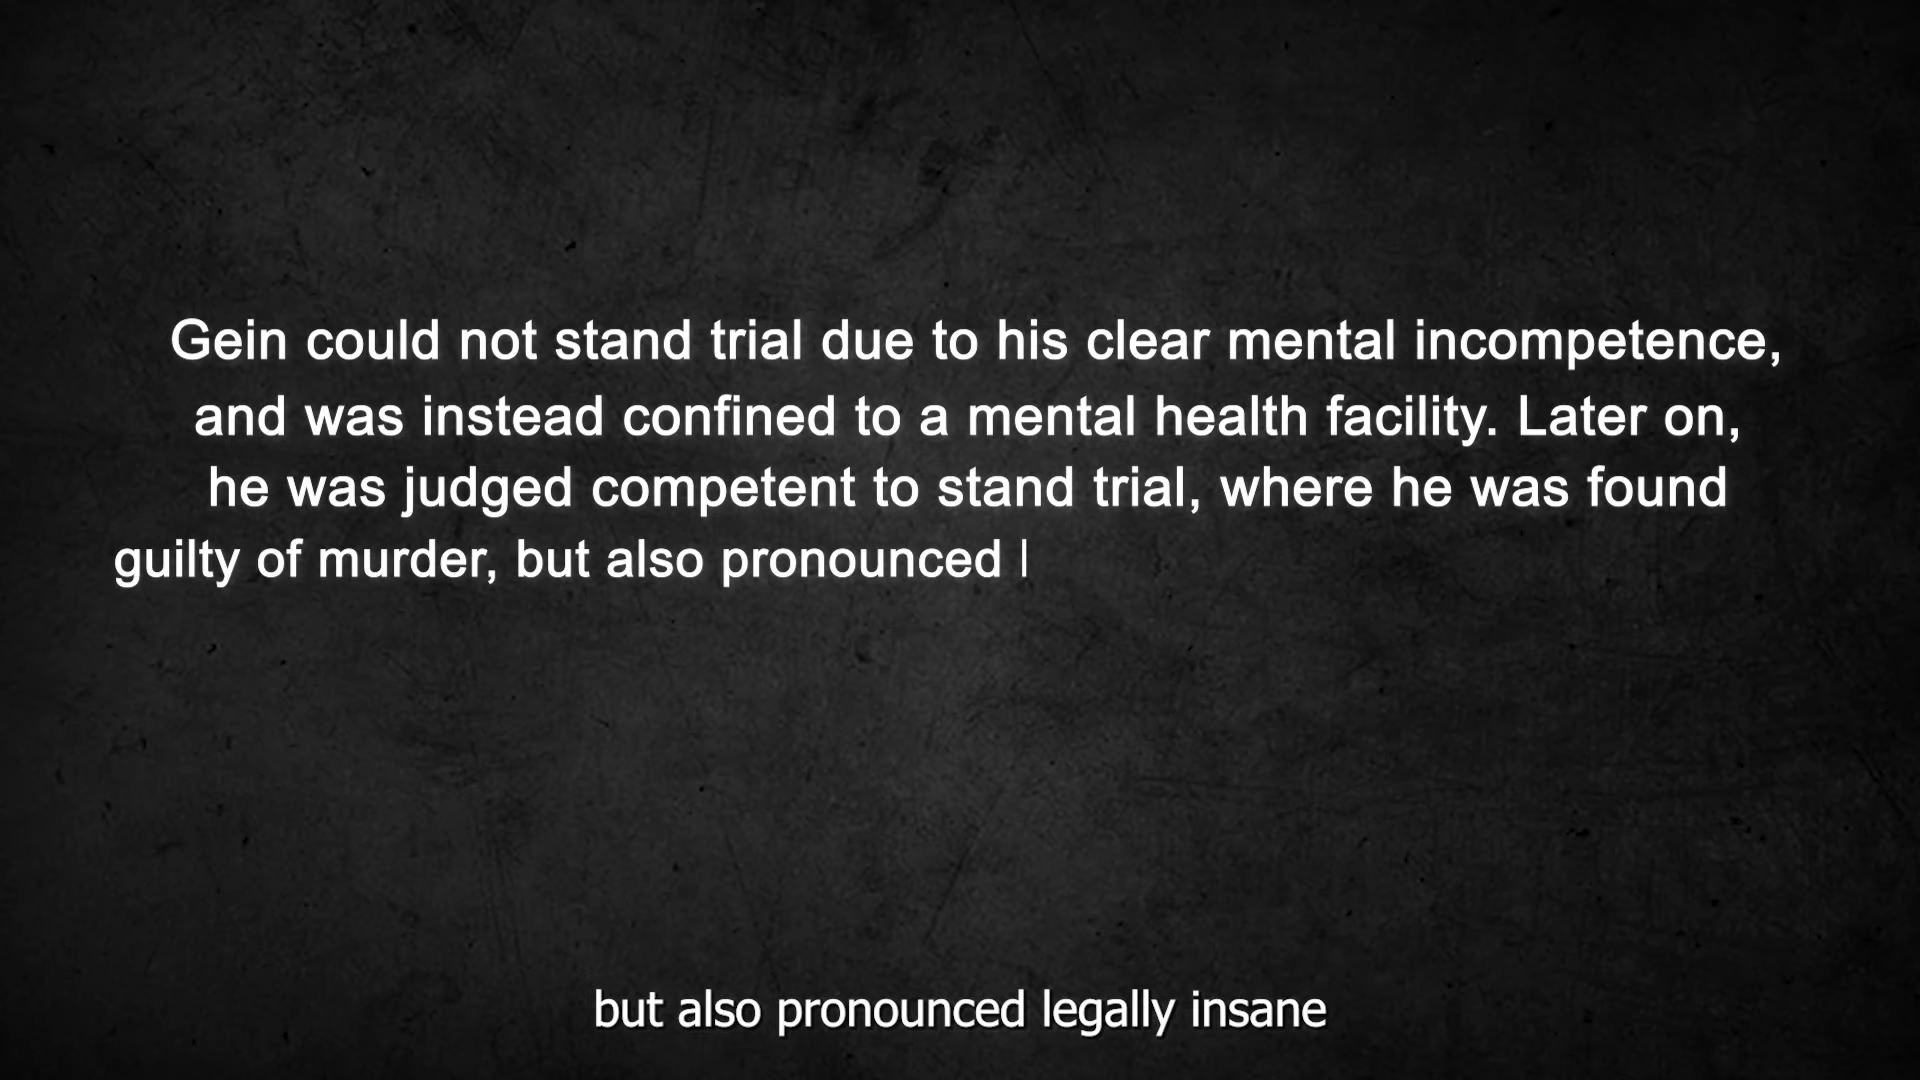 Gein could not stand trial due to his clear mental incompetence,
and was instead confined to a mental health facility. Later on,
he was judged competent to stand trial, where he was found
guilty of murder, but also pronounced l
but also pronounced legally insane